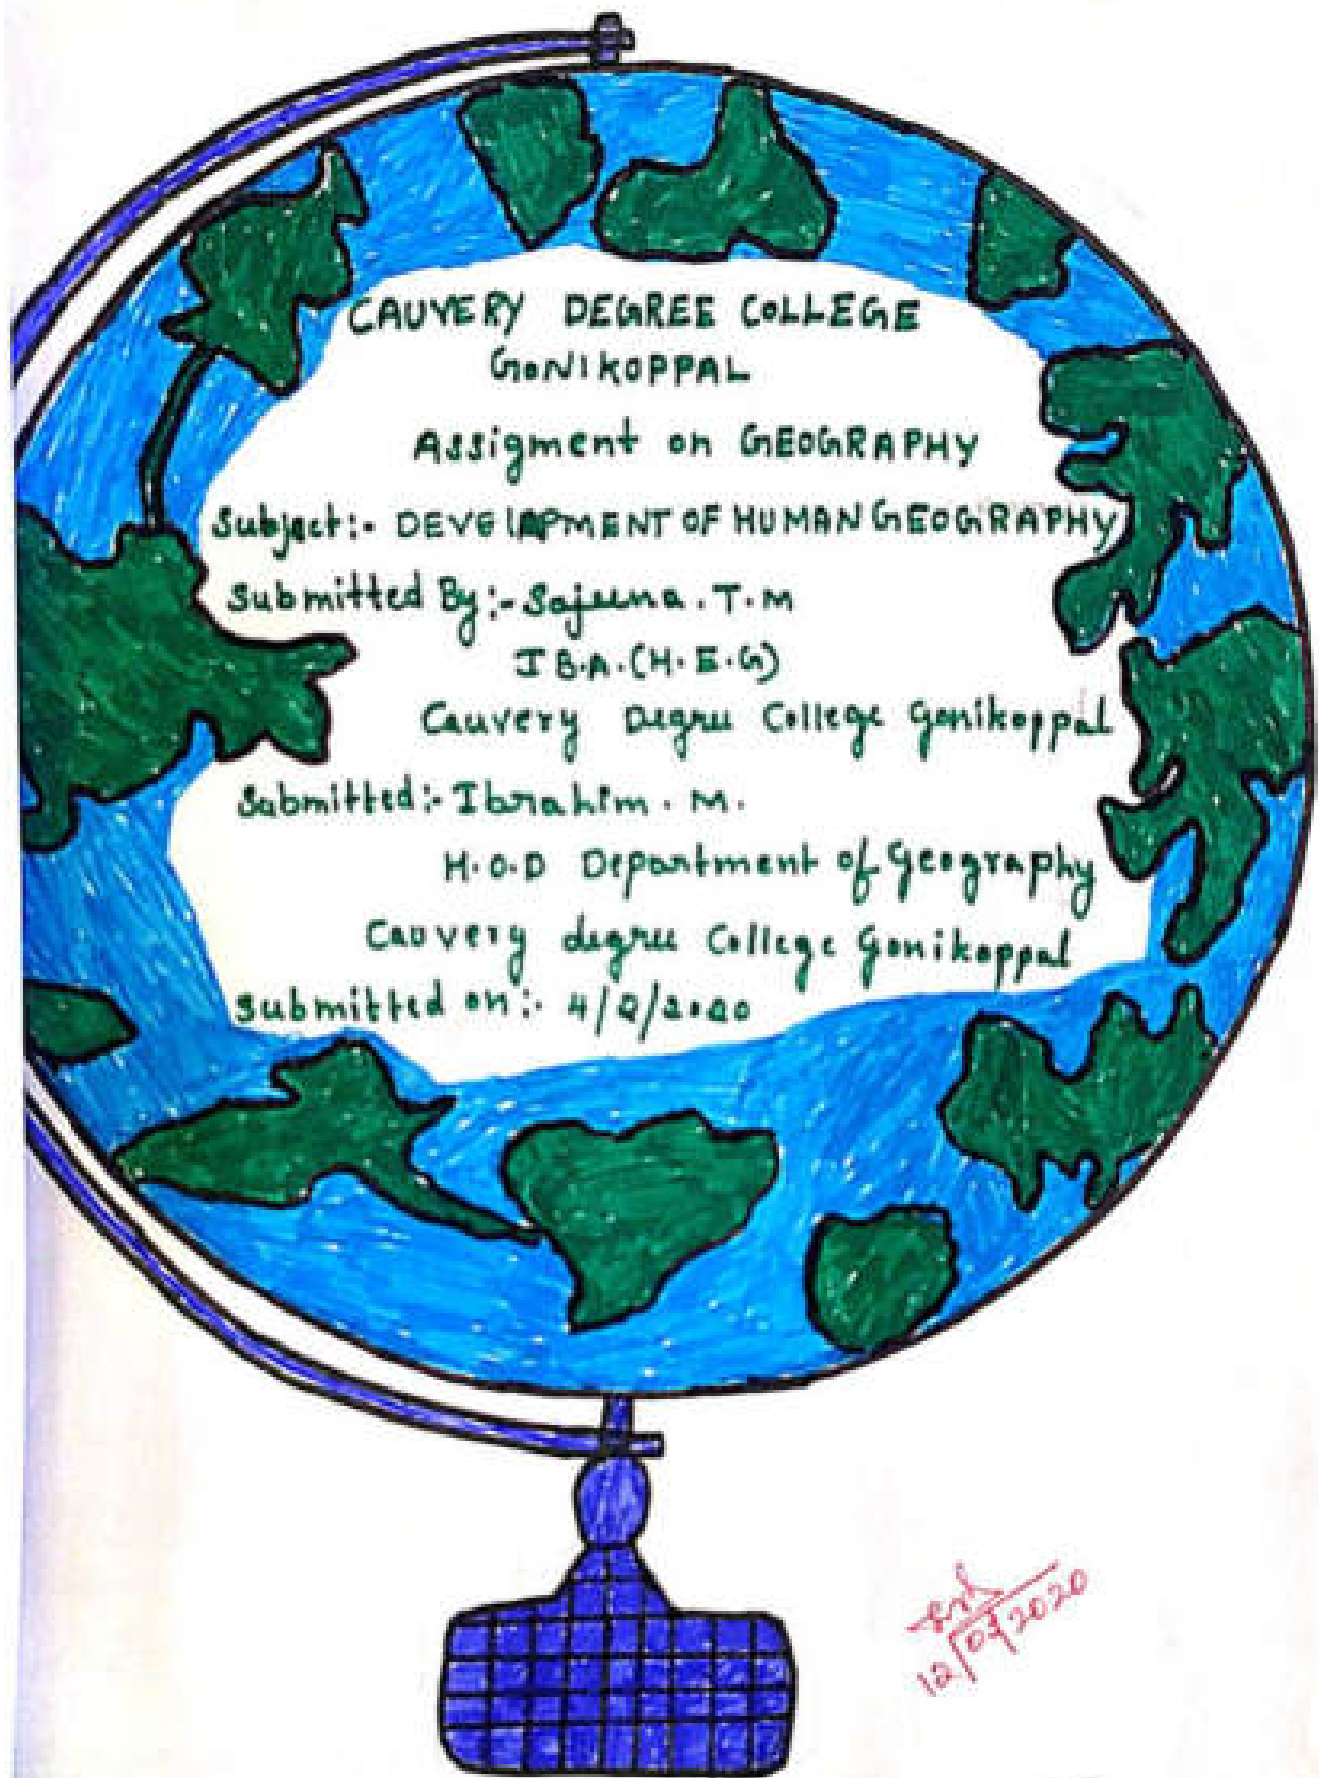 CAUVERY DEGREE COLLEGE
GONIKOPPAL
Assigment on GEOGRAPHY
Subject:- DEVELAPMENT OF HUMAN GEOGRAPHY
Submitted By:- Sajeena . T. M
I B.A. (H.E.G)
Cauvery Degree College Gonikoppal
Submitted:- Ibrahim . M.
H.O.D Department of Geography
Cauvery degree College Gonikoppal
Submitted on:- 4/2/2020
12/03/2020